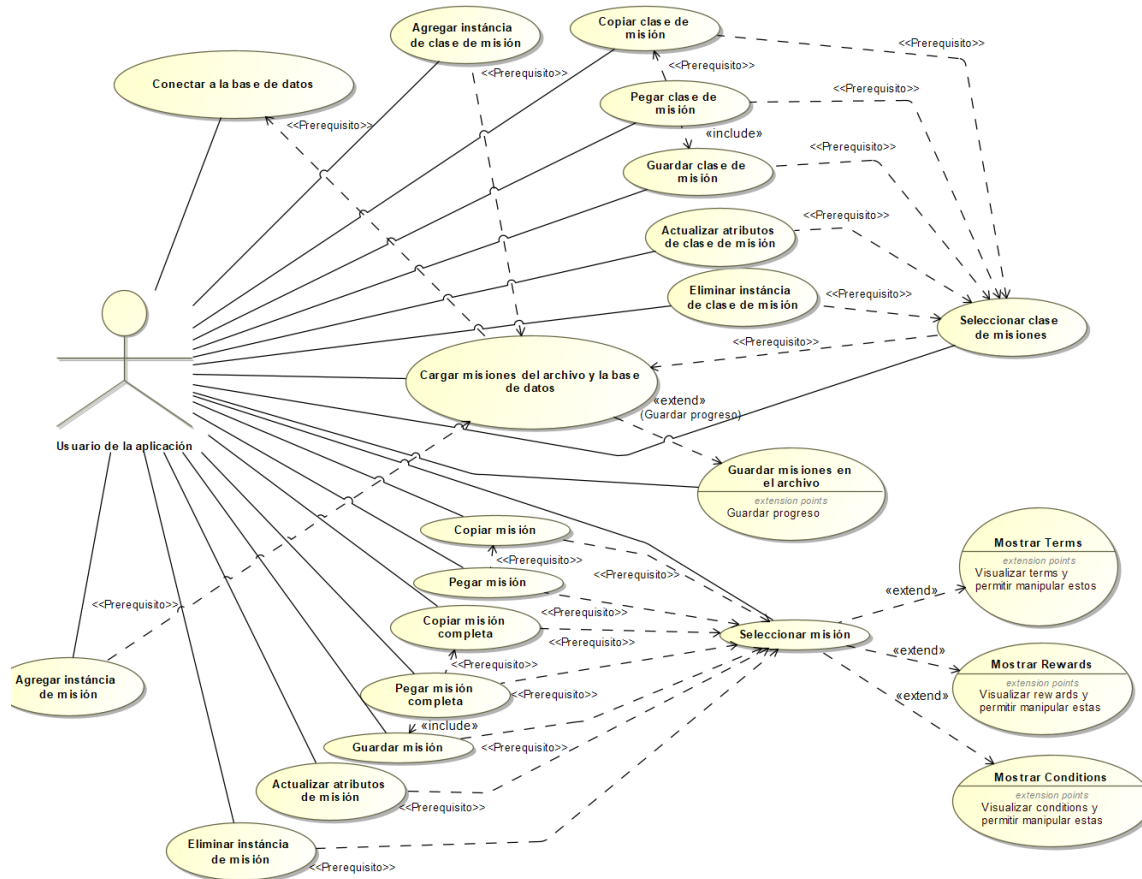 Agregar instáncia
de clase de misión
<<Prerequisito>>
Copiar clase de
misión
<<Prerequisito>>
Conectar a la base de datos
<<Prerequisito>>
Pegar clase de
misión
<<Prerequisito>>
«include»
Guardar clase de
misión
<<Prerequisito>>
Actualizar atributos
de clase de misión
<<Prerequisito>>
Eliminar instáncia
de clase de misión
<<Prerequisito>>
Seleccionar clase
de misiones
<<Prerequisito>>
Cargar misiones del archivo y la base
de datos
«extend»
(Guardar progreso)
Usuario de la aplicación
Guardar misiones en
el archivo
extension points
Guardar progreso
Copiar misión
<<Prerequisito>>
<<Prerequisito>>
Pegar misión
<<Prerequisito>>
Copiar misión
completa
<<Prerequisito>>
<<Prerequisito>>
Pegar misión
completa
<<Prerequisito>>
«include»
Guardar misión
<<Prerequisito>>
Seleccionar misión
«extend»
Mostrar Terms
extension points
Visualizar terms y
permitir manipular estos
«extend»
Mostrar Rewards
extension points
Visualizar rew ards y
permitir manipular estas
«extend»
Mostrar Conditions
extension points
Visualizar conditions y
permitir manipular estas
<<Prerequisito>>
Agregar instáncia
de misión
Actualizar atributos
de misión
<<Prerequisito>>
Eliminar instáncia
de misión
<<Prerequisito>>